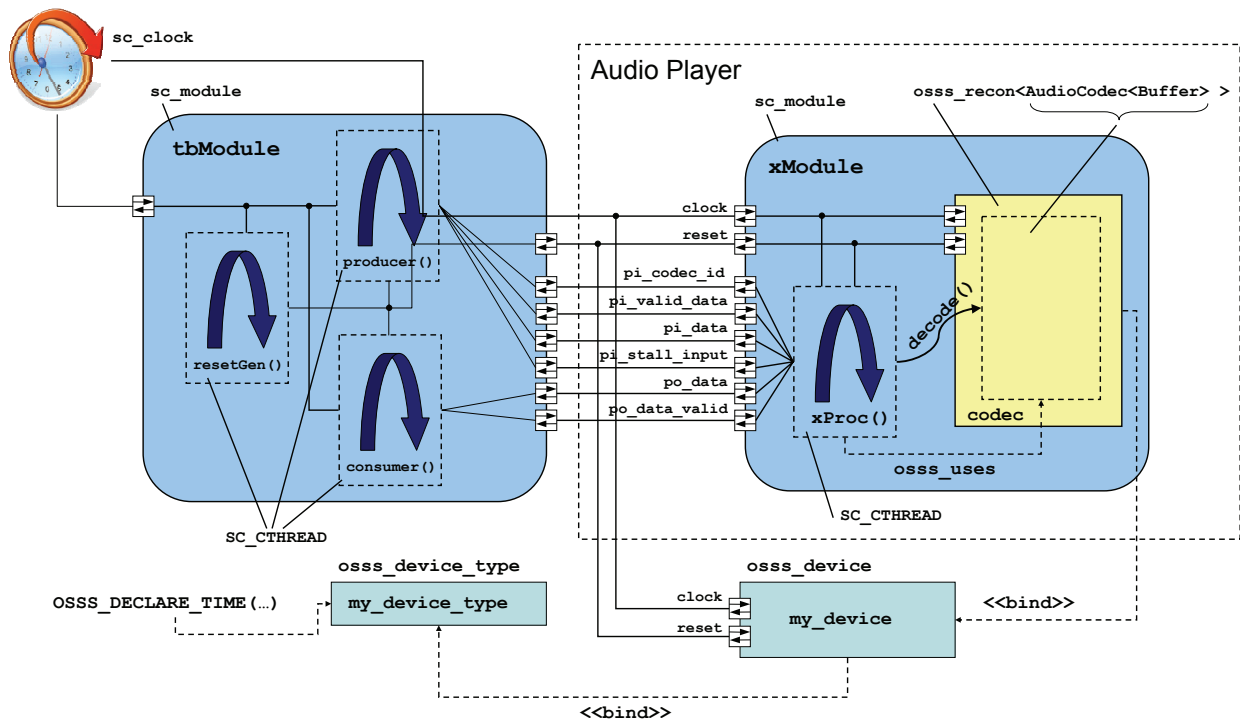 sc_clock
Audio Player
sc_module
sc_module
osss_recon<AudioCodec<Buffer> >
tbModule
xModule
clock
reset
producer()
resetGen()
pi_codec_id
pi_valid_data
pi_data
pi_stall_input
po_data
po_data_valid
decode()
xProc()
codec
consumer()
osss_uses
SC_CTHREAD
SC_CTHREAD
osss_device_type
osss_device
OSSS_DECLARE_TIME(…)
my_device_type
clock
reset
my_device
<<bind>>
<<bind>>